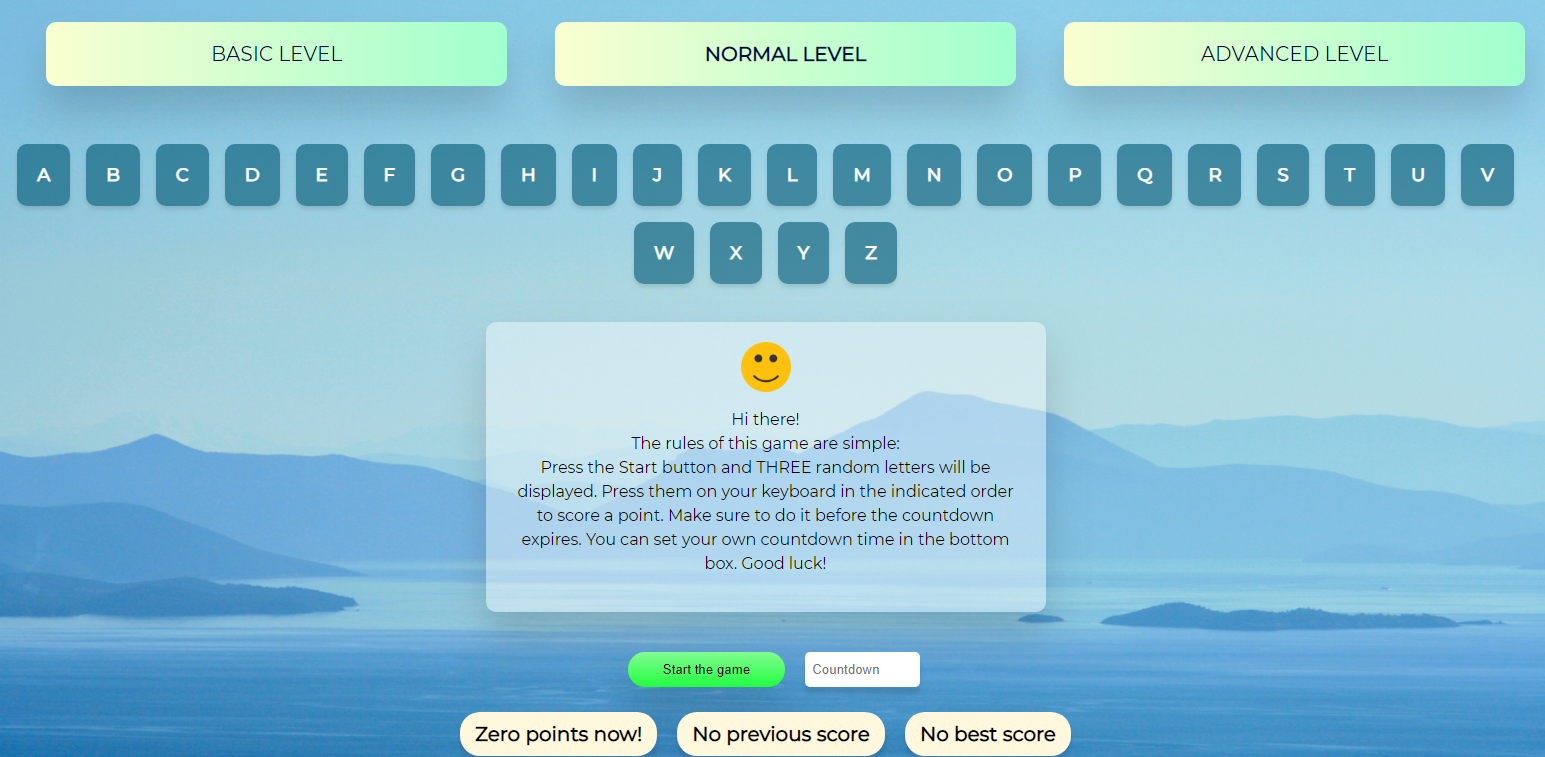 BASIC LEVEL NORMAL LEVEL ADVANCED LEVEL
A B C D E F G H I J K L M N O P Q R S T U V
W X Y Z
Hi there!
The rules of this game are simple:
Press the Start button and THREE random letters will be
displayed. Press them on your keyboard in the indicated order
to score a point. Make sure to do it before the countdown
expires. You can set your own countdown time in the bottom
box. Good luck!
Start the game Countdown
Zero points now! No previous score No best score